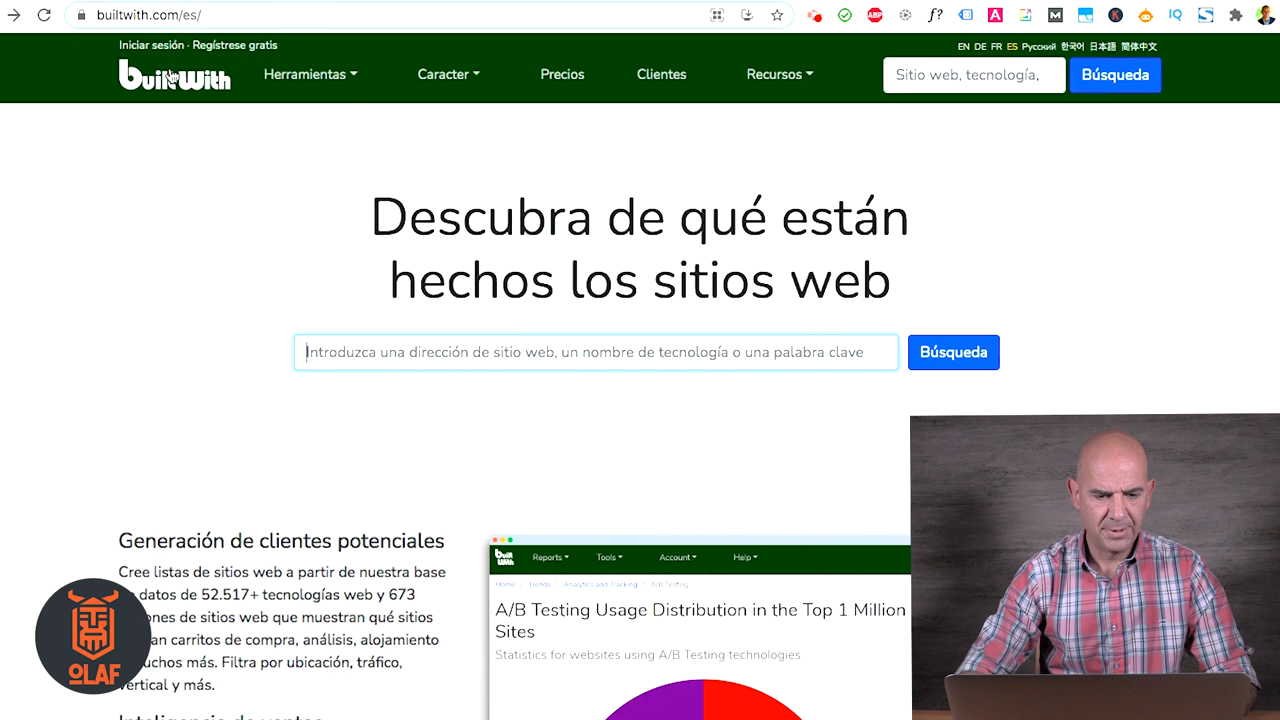 builtwith.com/es/
Iniciar sesión · Regístrese gratis
EN DE FR ES Русский 한국어 日本語 简体中文
builtwith
Herramientas
Caracter
Precios
Clientes
Recursos
Sitio web, tecnología,
Búsqueda
Descubra de qué están
hechos los sitios web
Introduzca una dirección de sitio web, un nombre de tecnología o una palabra clave
Búsqueda
Generación de clientes potenciales
Cree listas de sitios web a partir de nuestra base
datos de 52.517+ tecnologías web y 673
ones de sitios web que muestran qué sitios
an carritos de compra, análisis, alojamiento
uchos más. Filtra por ubicación, tráfico,
vertical y más.
Inteligencia de ventas
OLAF
built with
Reports
Tools
Account
Help
Home / Trends / Analytics and Tracking / A/B Testing
A/B Testing Usage Distribution in the Top 1 Million
Sites
Statistics for websites using A/B Testing technologies
ABP
f?
A
M
K
IQ
S